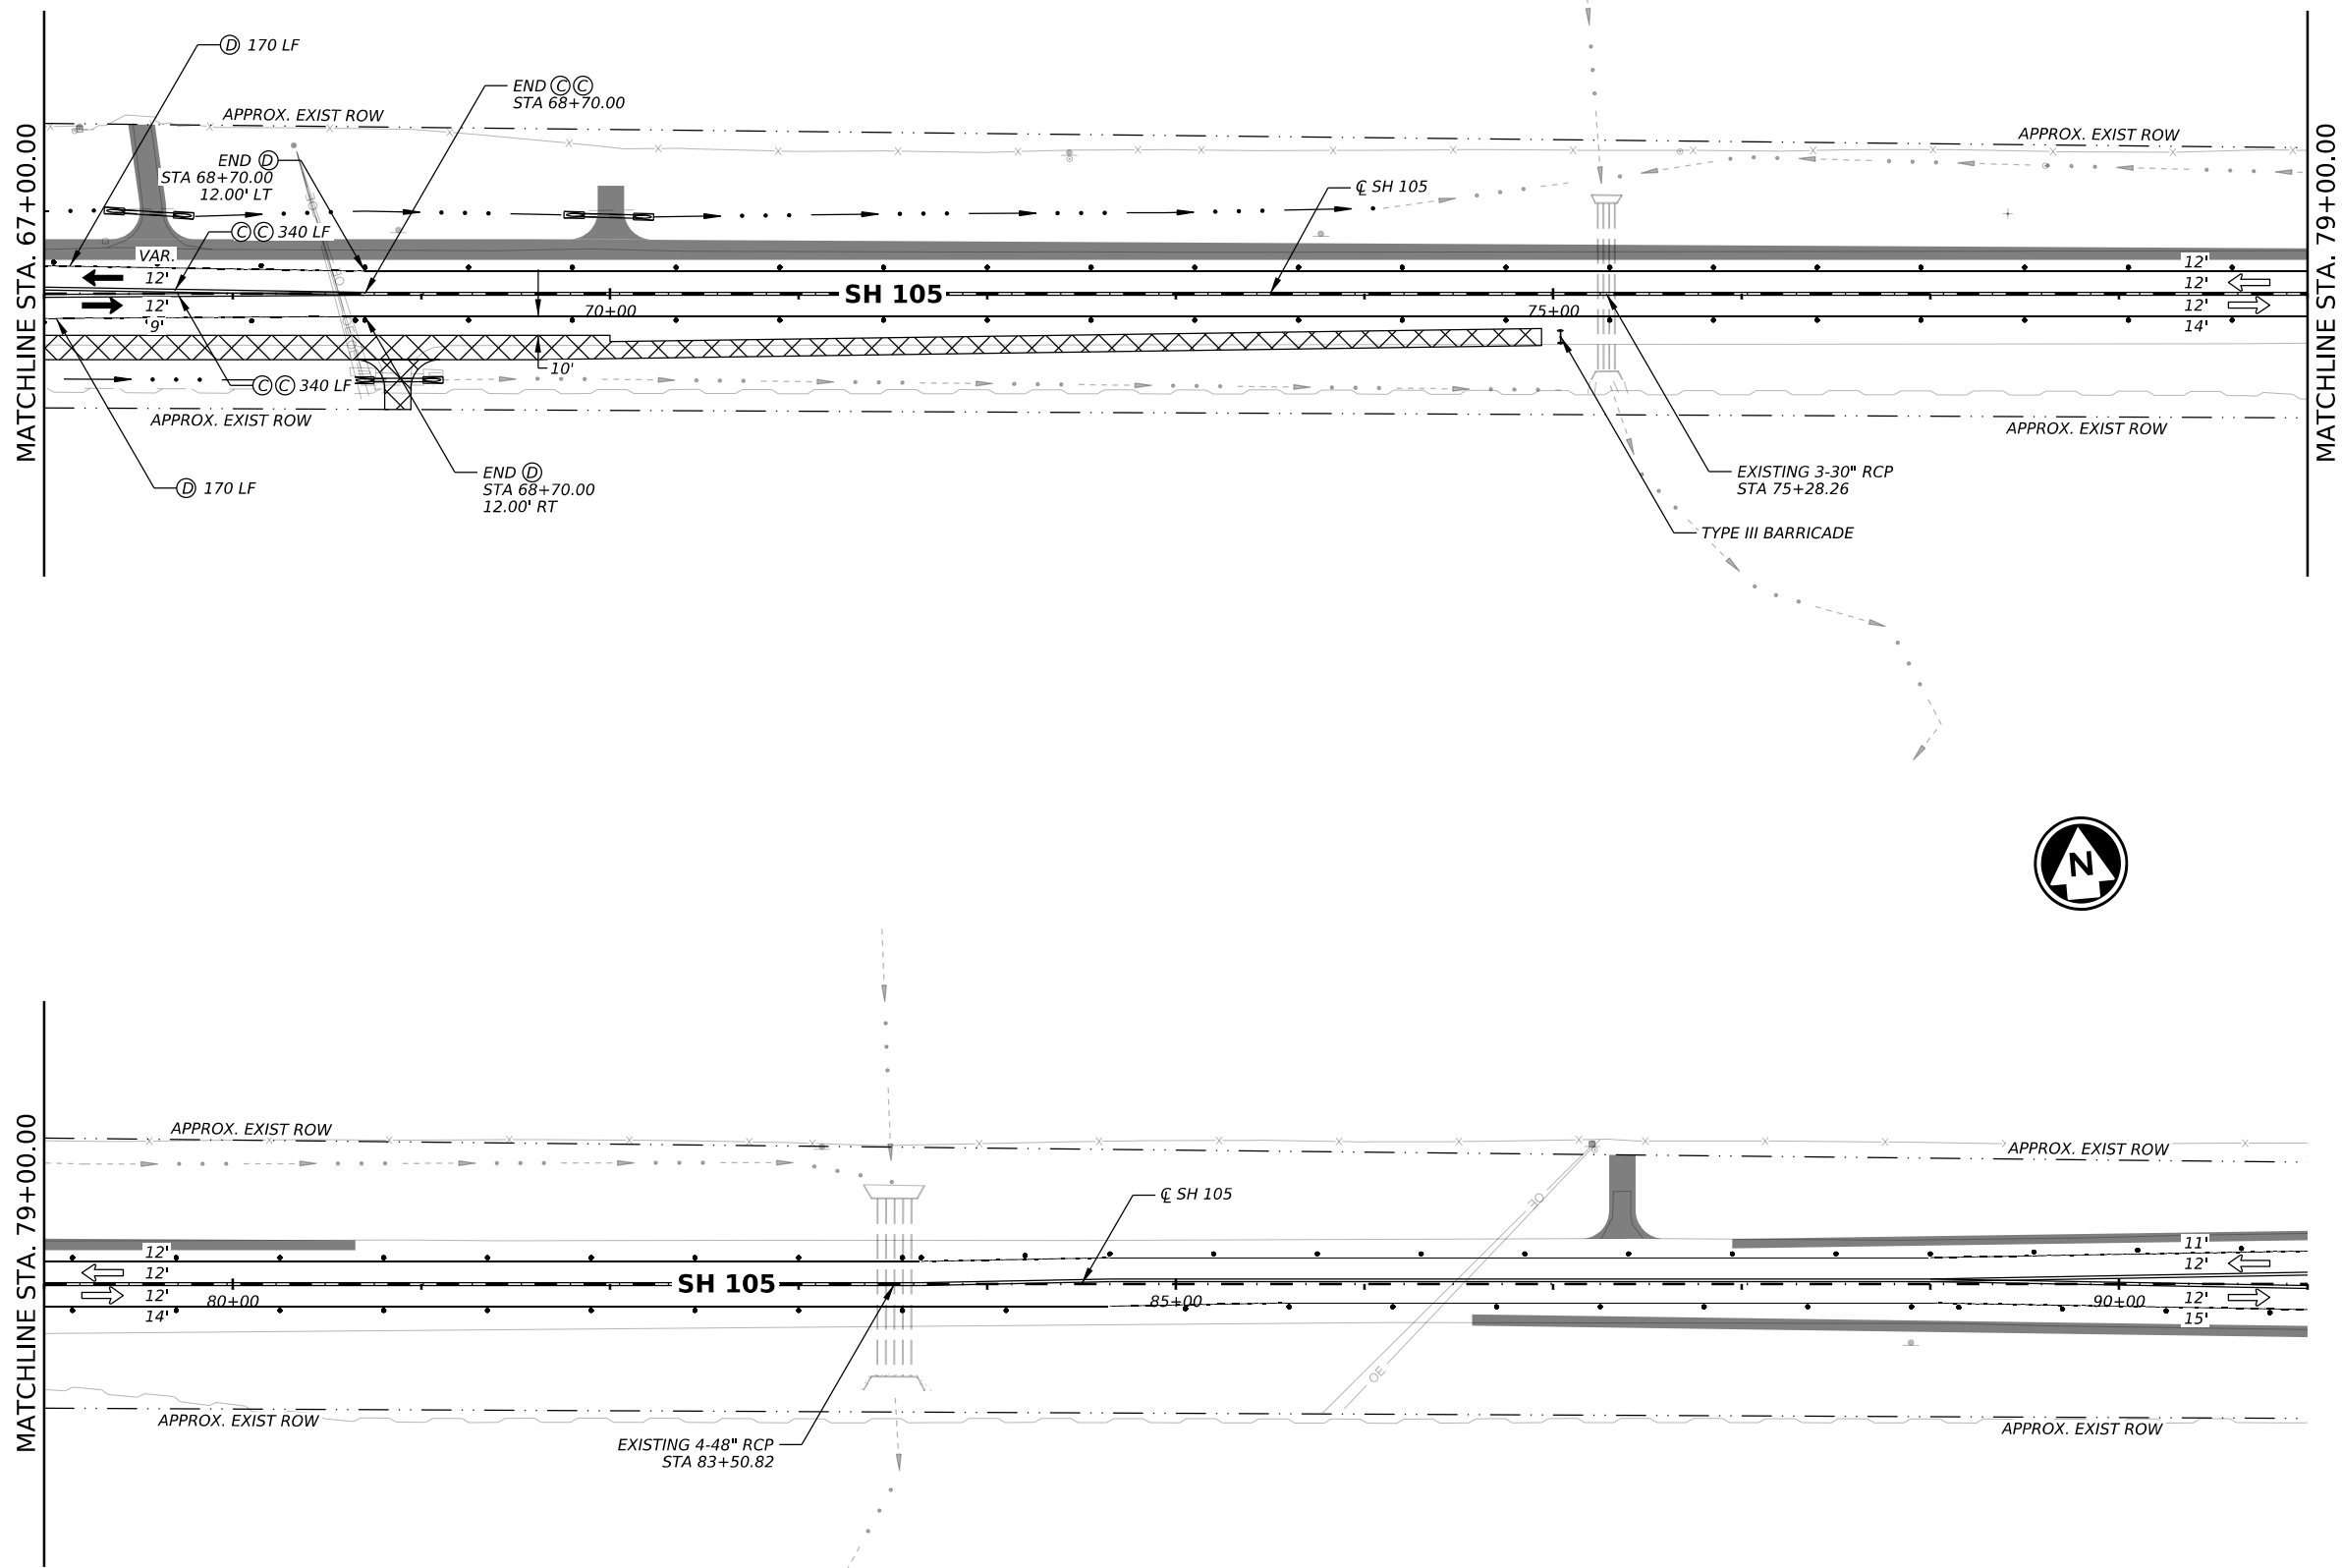 Ⓓ 170 LF
END ⒸⒸ
STA 68+70.00
APPROX. EXIST ROW
APPROX. EXIST ROW
MATCHLINE STA. 67+00.00
MATCHLINE STA. 79+00.00
END Ⓓ
STA 68+70.00
12.00' LT
℄ SH 105
OE
ⒸⒸ 340 LF
VAR.
12'
12'
9'
SH 105
70+00
75+00
12'
12'
12'
14'
OE
10'
ⒸⒸ 340 LF
APPROX. EXIST ROW
APPROX. EXIST ROW
END Ⓓ
STA 68+70.00
12.00' RT
Ⓓ 170 LF
EXISTING 3-30" RCP
STA 75+28.26
TYPE III BARRICADE
N
APPROX. EXIST ROW
APPROX. EXIST ROW
MATCHLINE STA. 79+00.00
℄ SH 105
OE
12'
12'
12'
14'
80+00
SH 105
85+00
90+00
11'
12'
12'
15'
OE
APPROX. EXIST ROW
APPROX. EXIST ROW
EXISTING 4-48" RCP
STA 83+50.82